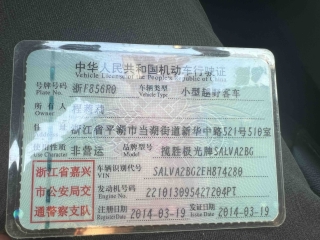 中华人民共和国机动车行驶证
Vehicle License of the People's Republic of China
号牌号码 浙F856R0 车辆类型 小型越野客车
Plate No. Vehicle Type
所有人
Owner
住址 浙江省平湖市当湖街道新华中路521号510室
Address
使用性质 非营运 品牌型号 揽胜极光牌SALVA2BG
Model
浙江省嘉兴
市公安局交
通警察支队
车辆识别代号 SALVA2BG2EH874280
VIN
发动机号码 22101309S4Z7204PT
Engine No.
注册日期 2014-03-19 发证日期 2014-03-19
Register Date Issue Date